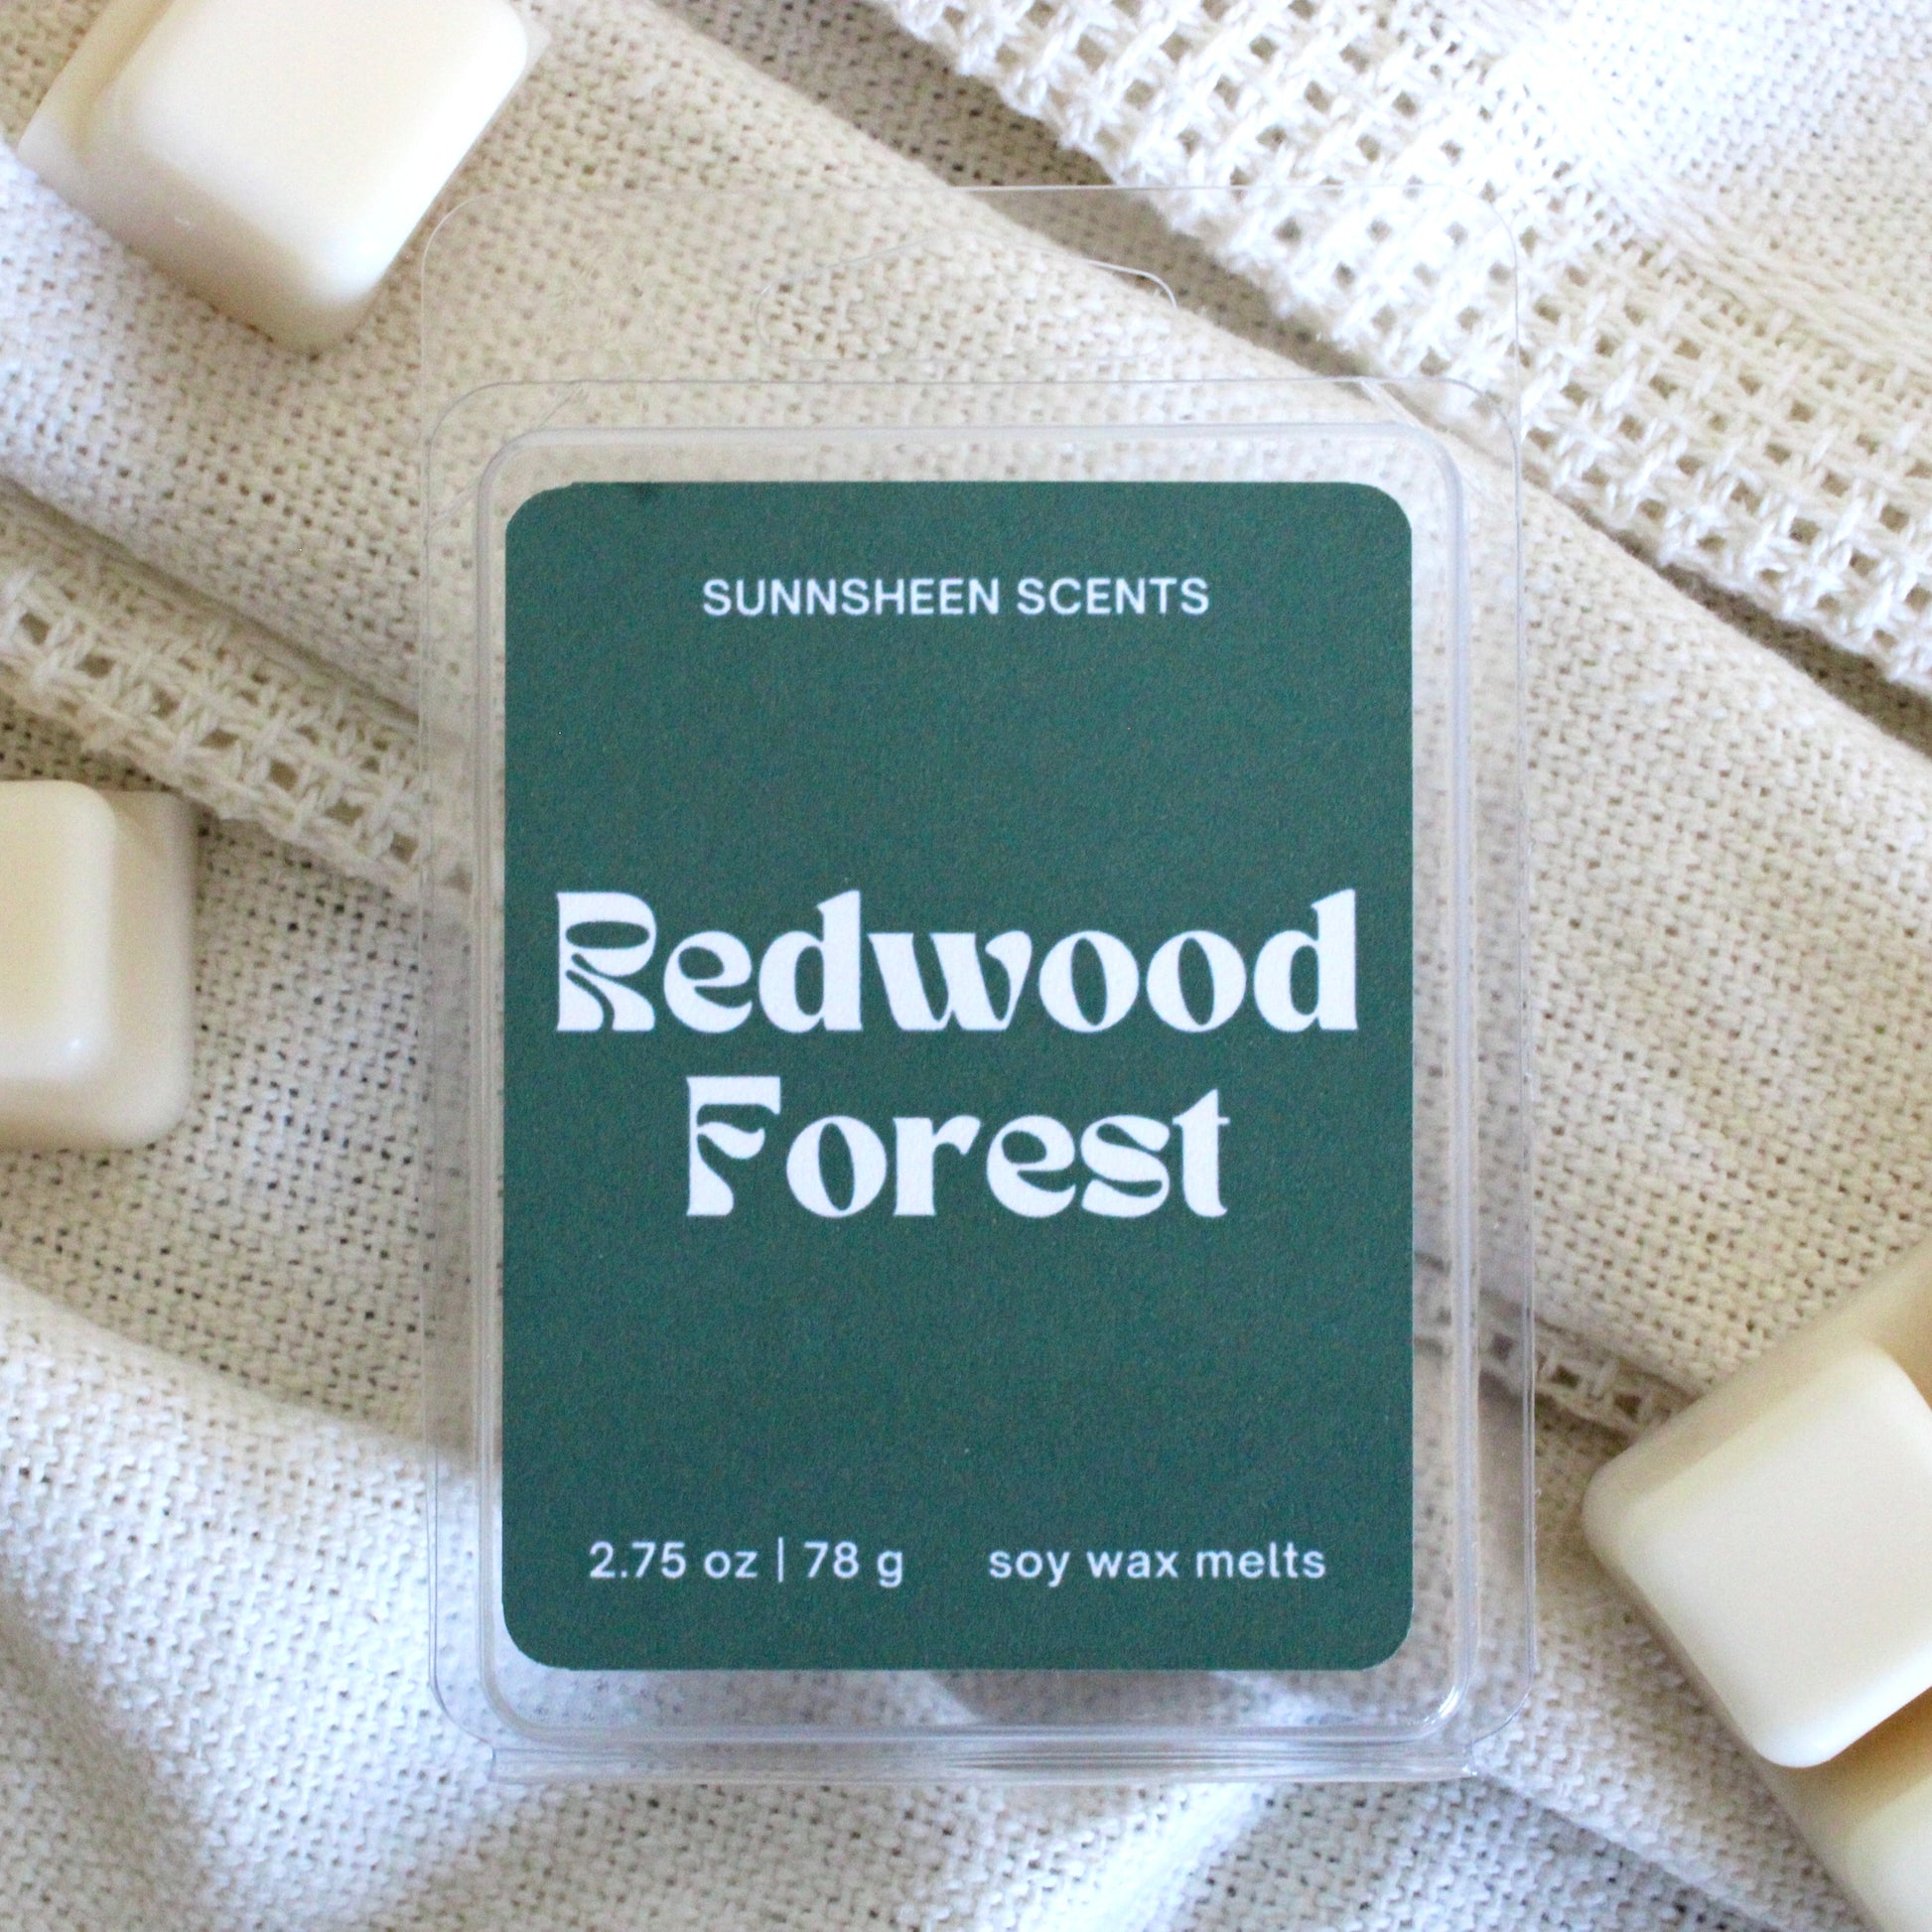 SUNNSHEEN SCENTS
Redwood
Forest
2.75 oz | 78 g soy wax melts